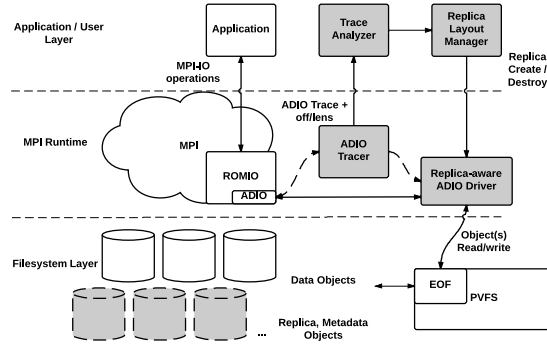 Application / User
Layer
Application
Trace
Analyzer
Replica
Layout
Manager
MPI-IO
operations
Replica
Create /
Destroy
ADIO Trace +
off/lens
MPI Runtime
MPI
ROMIO
ADIO
ADIO
Tracer
Replica-aware
ADIO Driver
Object(s)
Read/write
Filesystem Layer
Data Objects
EOF
PVFS
... Replica, Metadata
Objects